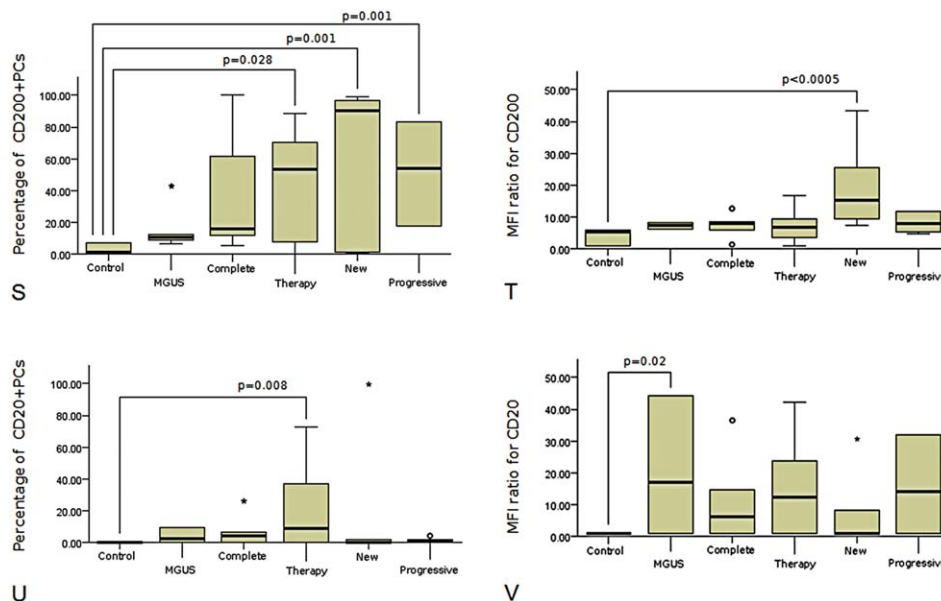 p=0.001
p=0.001
p=0.028
Percentage of CD200+PCs
100.00
80.00
60.00
40.00
20.00
0.00
Control
MGUS
Complete
Therapy
New
Progressive
S
p<0.0005
MFI ratio for CD200
50.00
40.00
30.00
20.00
10.00
0.00
Control
MGUS
Complete
Therapy
New
Progressive
T
p=0.008
Percentage of CD20+PCs
100.00
80.00
60.00
40.00
20.00
0.00
Control
MGUS
Complete
Therapy
New
Progressive
U
p=0.02
MFI ratio for CD20
50.00
40.00
30.00
20.00
10.00
0.00
Control
MGUS
Complete
Therapy
New
Progressive
V